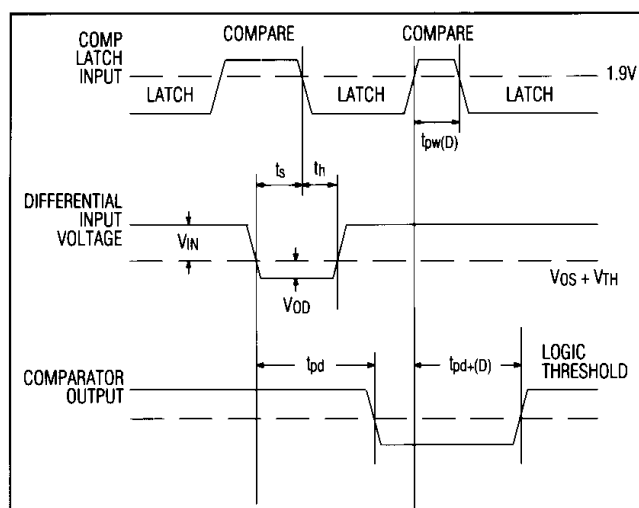 COMP
LATCH
INPUT
COMPARE
COMPARE
1.9V
LATCH
LATCH
LATCH
tpw(D)
ts
th
DIFFERENTIAL
INPUT
VOLTAGE
VIN
VOS + VTH
VOD
tpd
tpd+(D)
LOGIC
THRESHOLD
COMPARATOR
OUTPUT